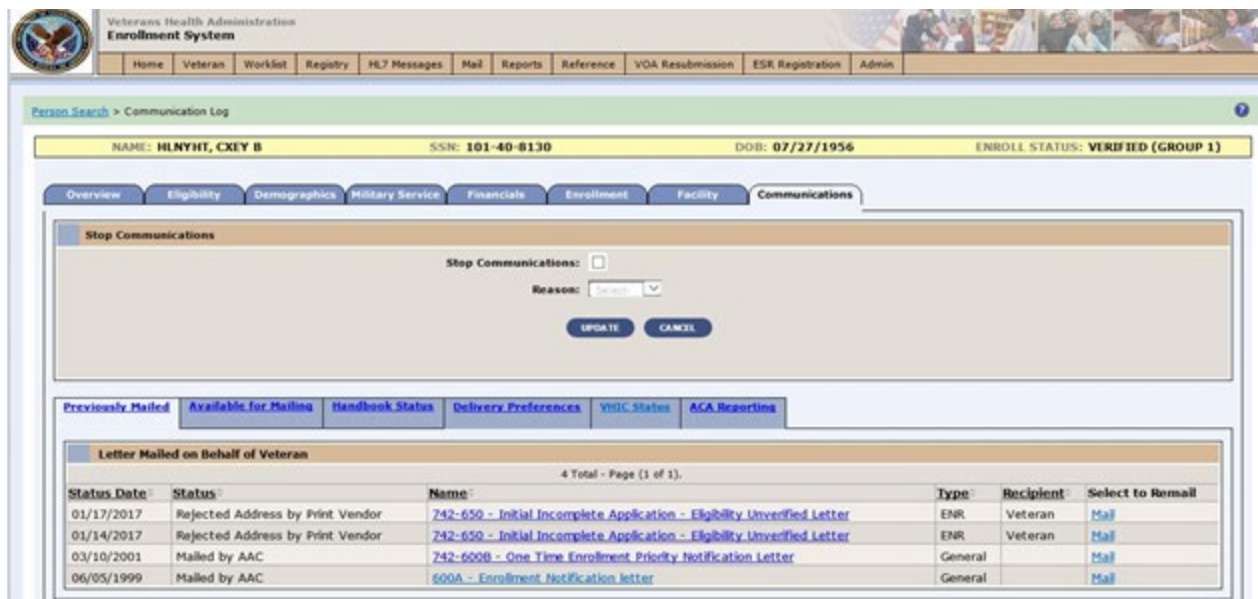 Veterans Health Administration
Enrollment System
Home Veteran Worklist Registry HL7 Messages Mail Reports Reference VOA Resubmission ESR Registration Admin
Person Search > Communication Log
NAME: HLNYHT, CXEY B SSN: 101-40-8130 DOB: 07/27/1956 ENROLL STATUS: VERIFIED (GROUP 1)
Overview Eligibility Demographics Military Service Financials Enrollment Facility Communications
Stop Communications
Stop Communications:
Reason: Select
UPDATE CANCEL
Previously Mailed Available for Mailing Handbook Status Delivery Preferences VHIC Status ACA Reporting
Letter Mailed on Behalf of Veteran
4 Total - Page (1 of 1).
Status Date Status Name Type Recipient Select to Remail
01/17/2017 Rejected Address by Print Vendor 742-650 - Initial Incomplete Application - Eligibility Unverified Letter ENR Veteran Mail
01/14/2017 Rejected Address by Print Vendor 742-650 - Initial Incomplete Application - Eligibility Unverified Letter ENR Veteran Mail
03/10/2001 Mailed by AAC 742-600B - One Time Enrollment Priority Notification Letter General Mail
06/05/1999 Mailed by AAC 600A - Enrollment Notification letter General Mail